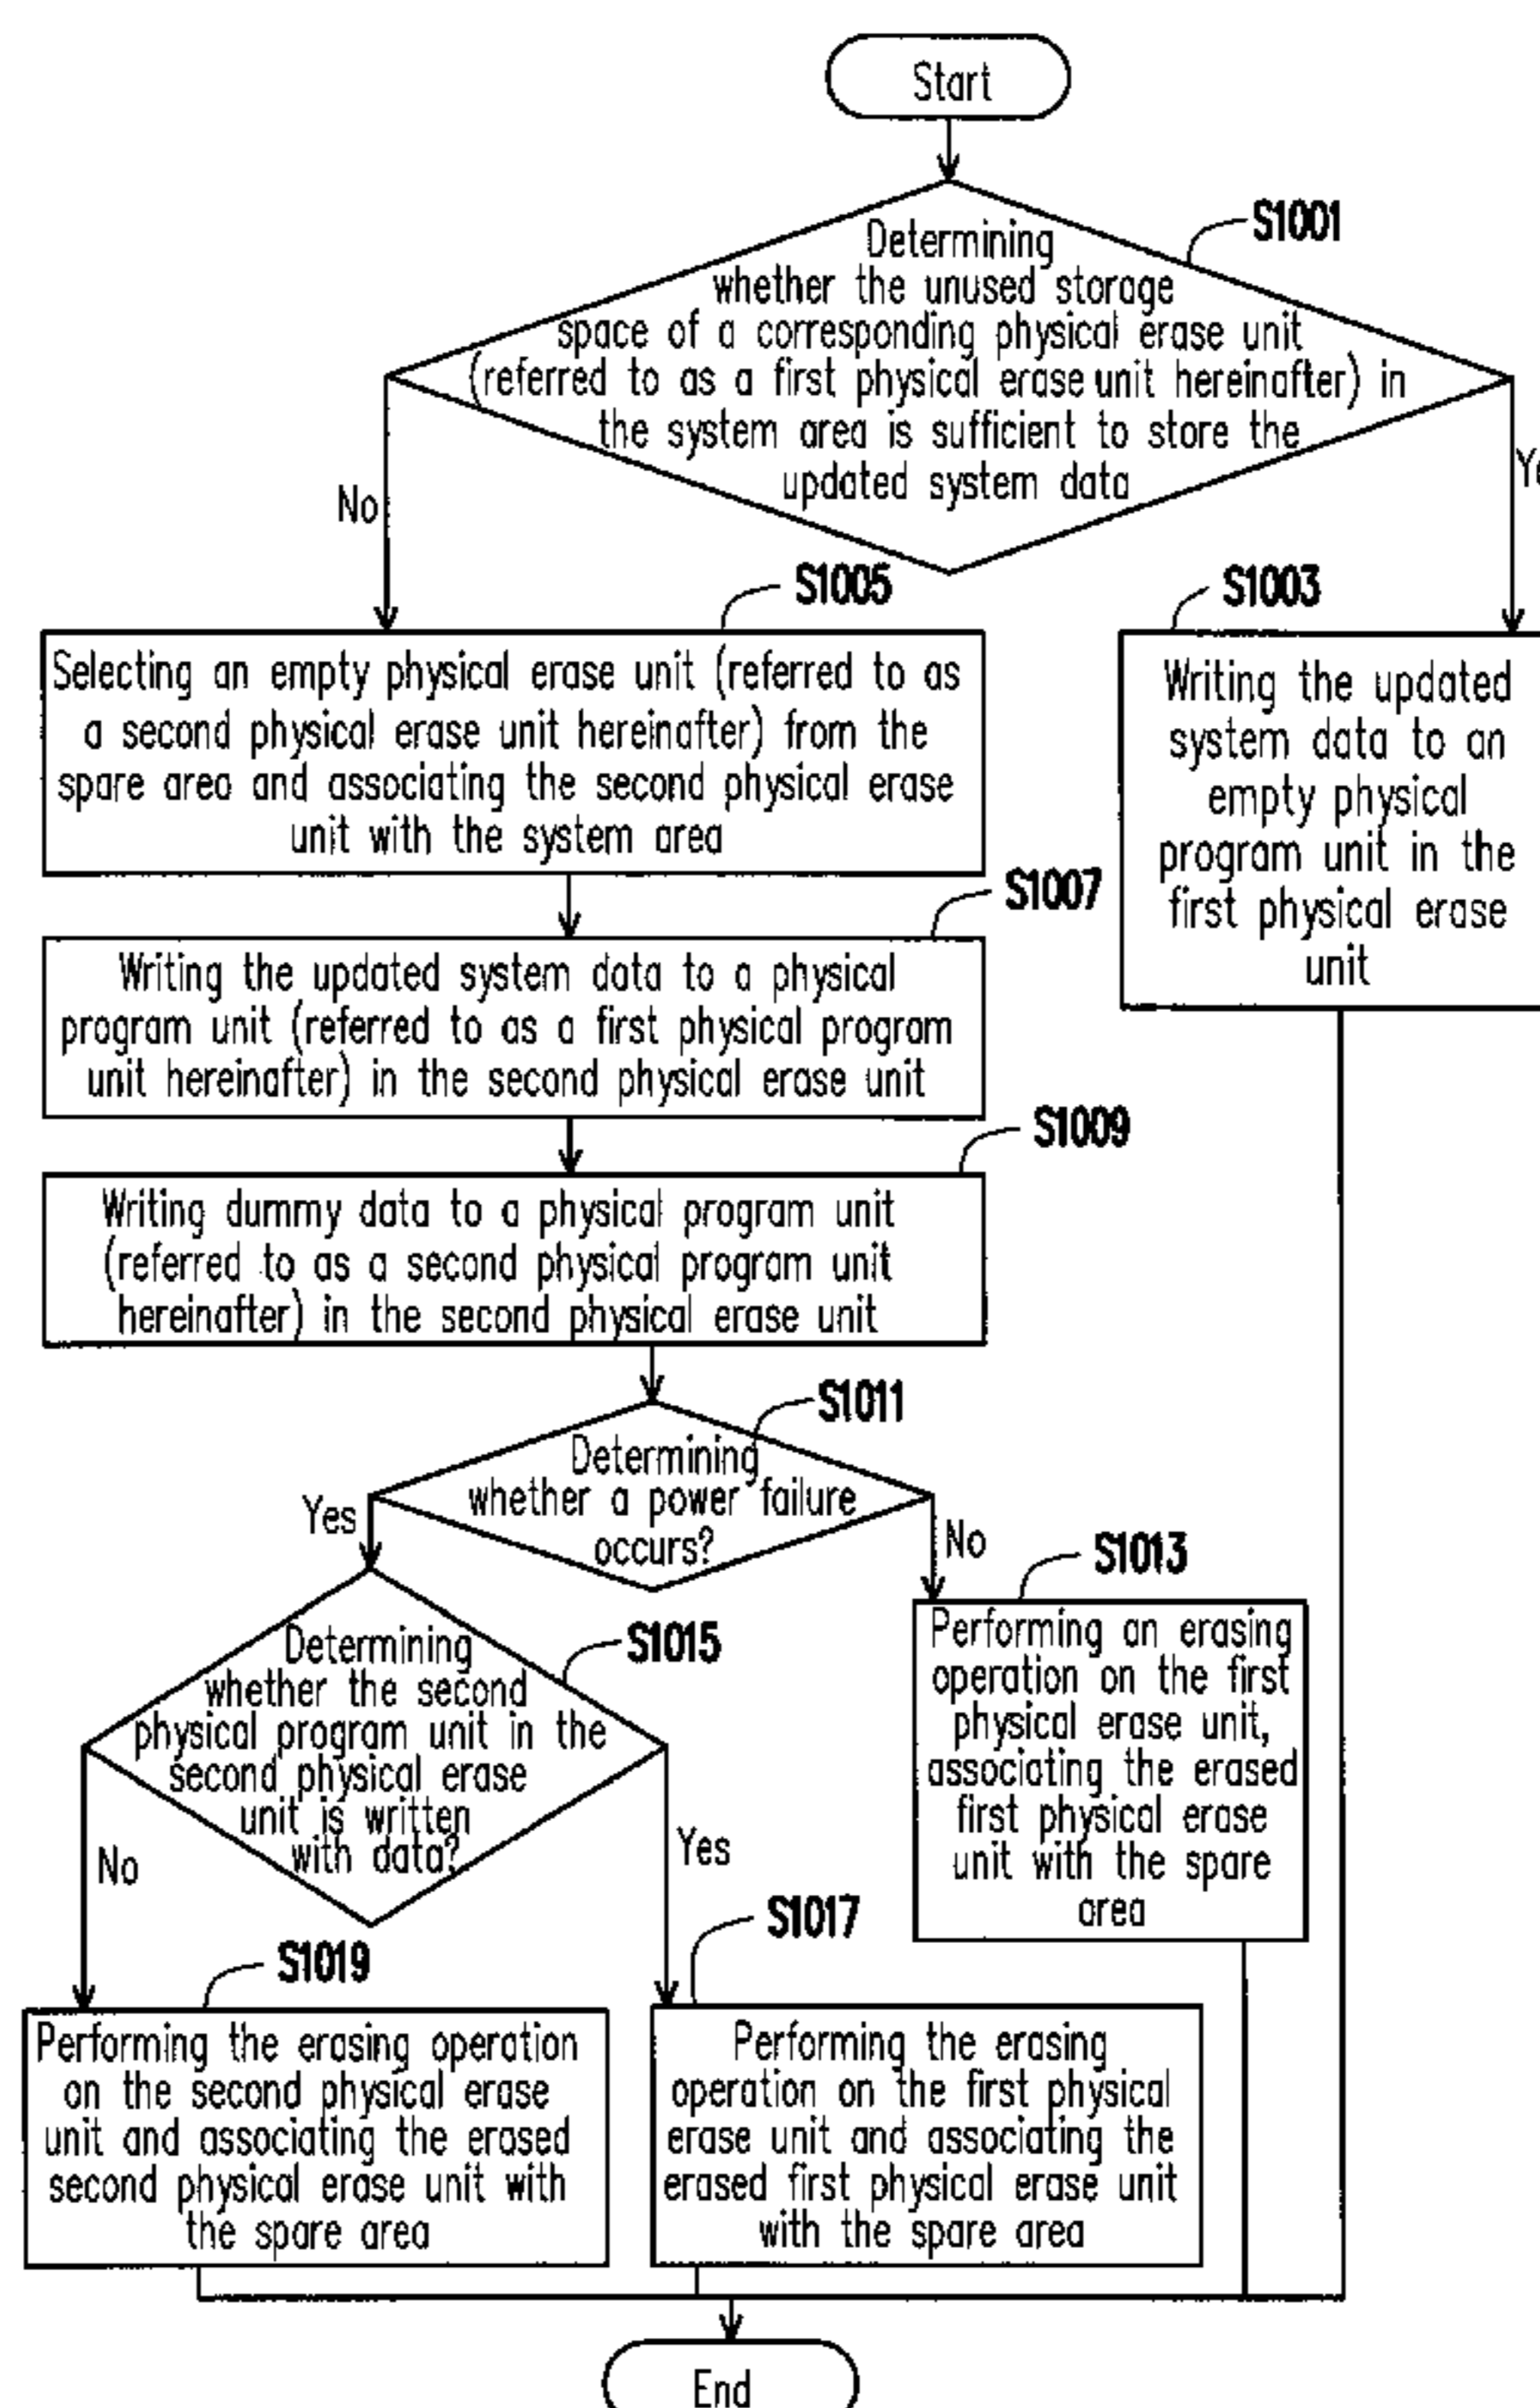 Start
S1001
Determining
whether the unused storage
space of a corresponding physical erase unit
(referred to as a first physical erase unit hereinafter) in
the system area is sufficient to store the
updated system data
No
S1005
S1003
Selecting an empty physical erase unit (referred to as
a second physical erase unit hereinafter) from the
spare area and associating the second physical erase
unit with the system area
Writing the updated
system data to an
empty physical
program unit in the
first physical erase
unit
S1007
Writing the updated system data to a physical
program unit (referred to as a first physical program
unit hereinafter) in the second physical erase unit
S1009
Writing dummy data to a physical program unit
(referred to as a second physical program unit
hereinafter) in the second physical erase unit
S1011
Determining
whether a power failure
occurs?
Yes
No
S1013
Performing an erasing
operation on the first
physical erase unit,
associating the erased
first physical erase
unit with the spare
area
S1015
Determining
whether the second
physical program unit in the
second physical erase
unit is written
with data?
No
Yes
S1017
S1019
Performing the erasing operation
on the second physical erase
unit and associating the erased
second physical erase unit with
the spare area
Performing the erasing
operation on the first physical
erase unit and associating the
erased first physical erase unit
with the spare area
End